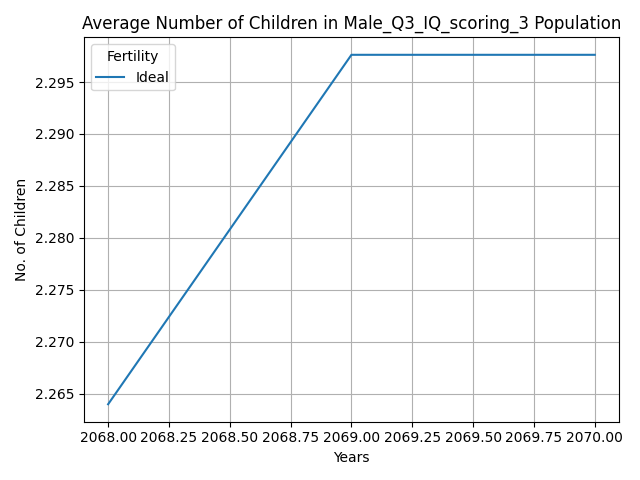 Average Number of Children in Male_Q3_IQ_scoring_3 Population
Fertility
Ideal
2.295
2.290
2.285
2.280
2.275
2.270
2.265
No. of Children
2068.00 2068.25 2068.50 2068.75 2069.00 2069.25 2069.50 2069.75 2070.00
Years